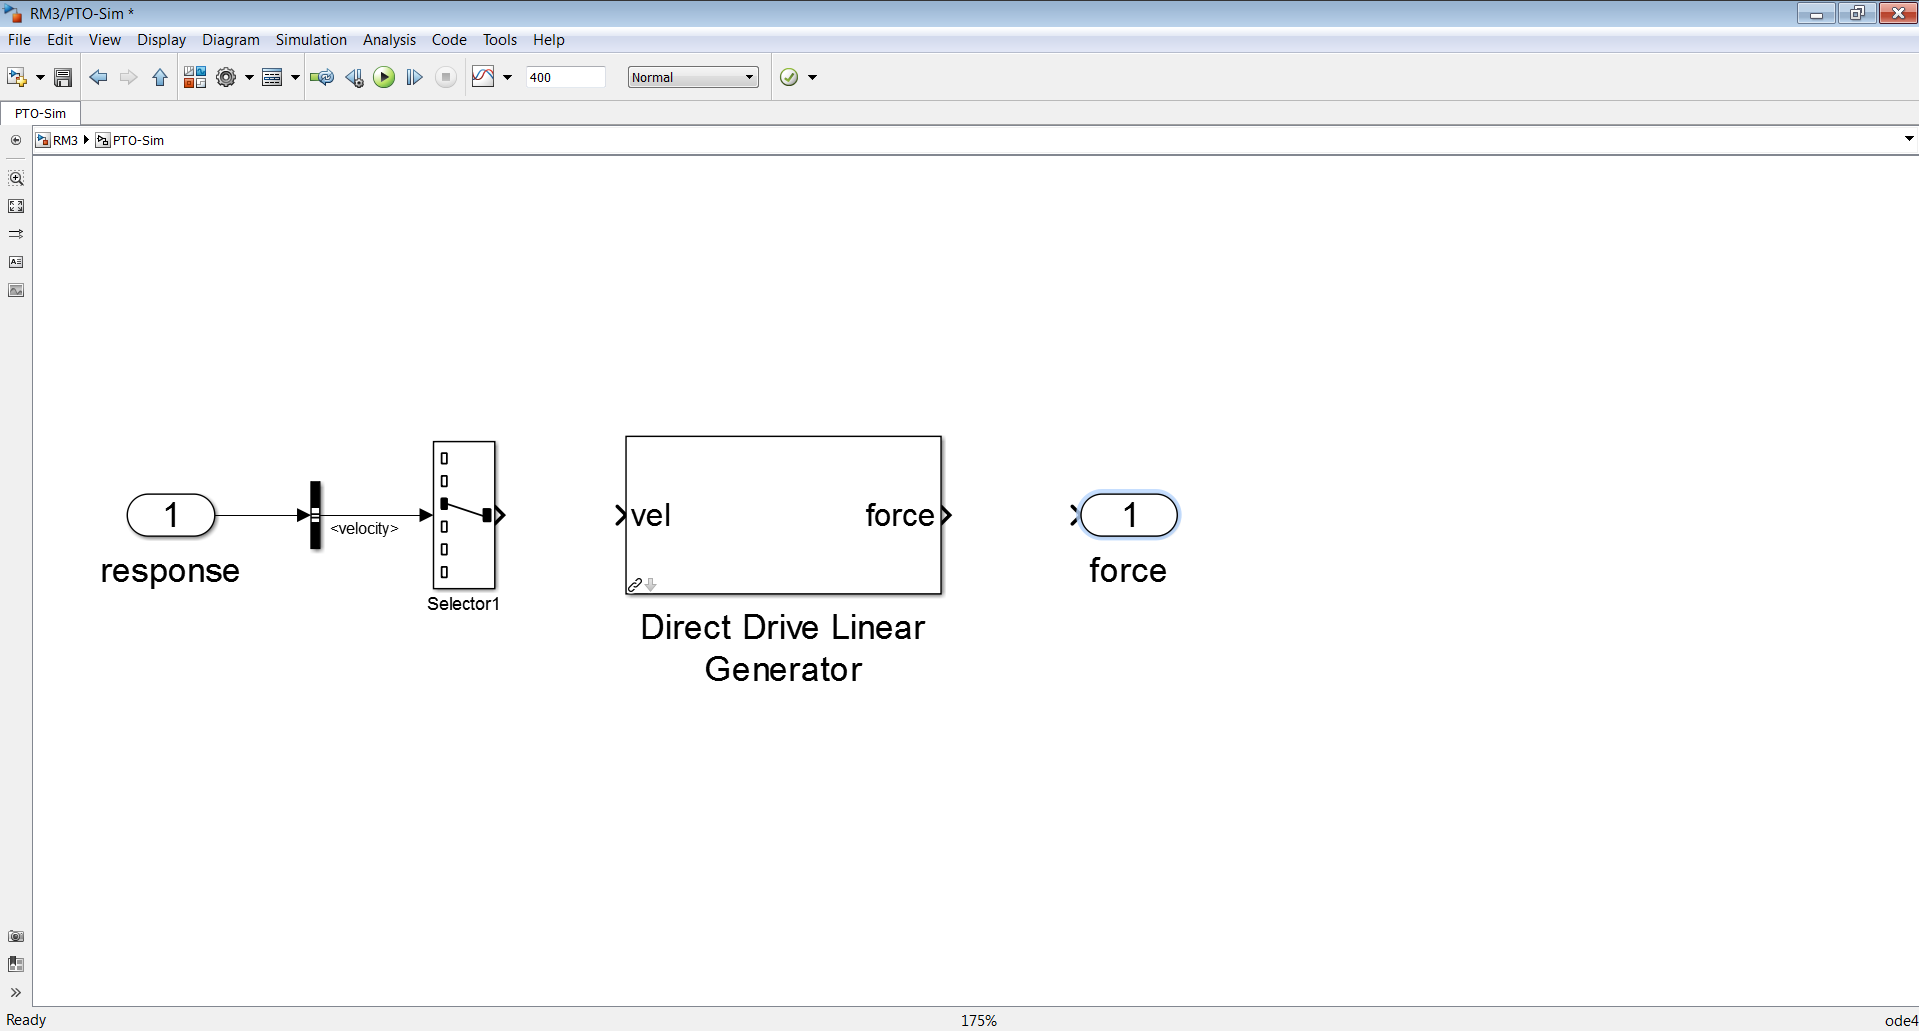 RM3/PTO-Sim *
File Edit View Display Diagram Simulation Analysis Code Tools Help
400 Normal
PTO-Sim
RM3 PTO-Sim
1
<velocity>
response
Selector1
vel force
Direct Drive Linear
Generator
1
force
Ready 175% ode4